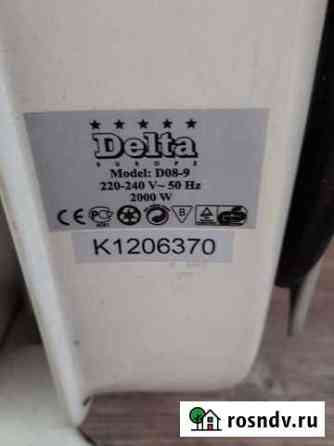 Delta
EUROPE
Model: D08-9
220-240 V~ 50 Hz
2000 W
K1206370
rosndv.ru